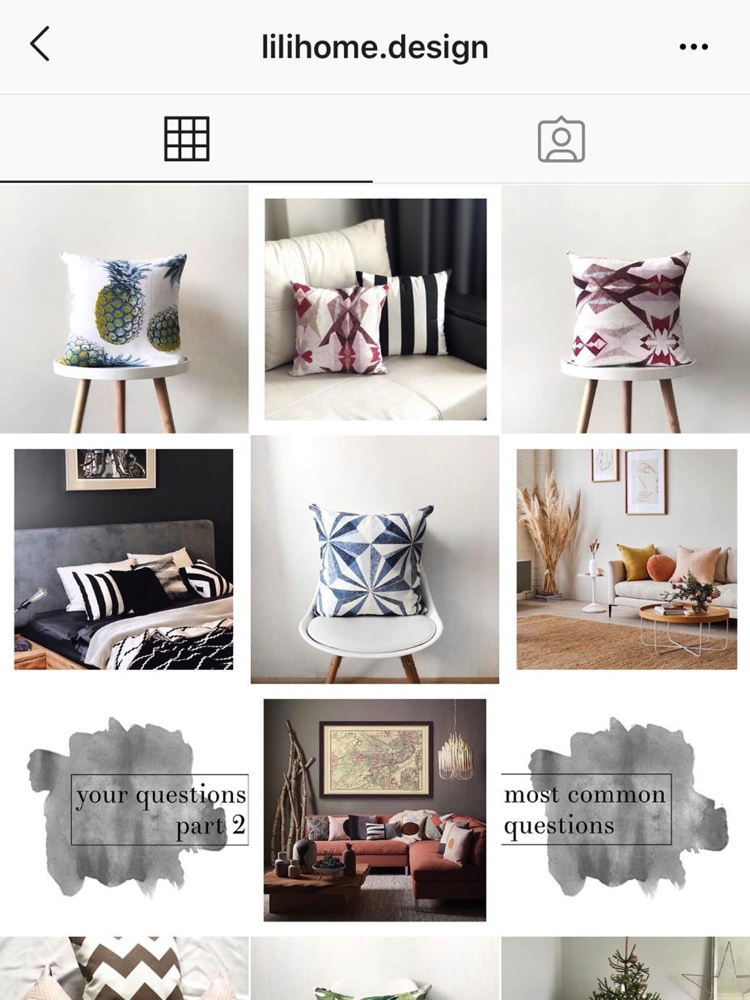 lilihome.design
your questions
part 2
most common
questions